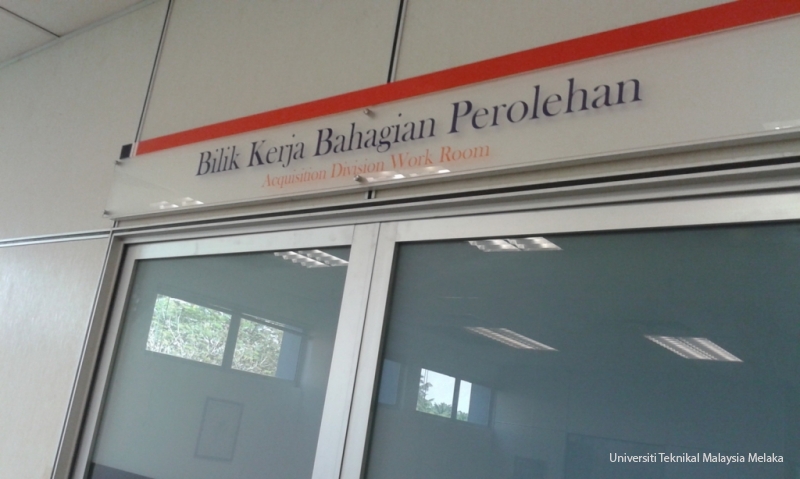 Bilik Kerja Bahagian Perolehan
Acquisition Division Work Room
Universiti Teknikal Malaysia Melaka